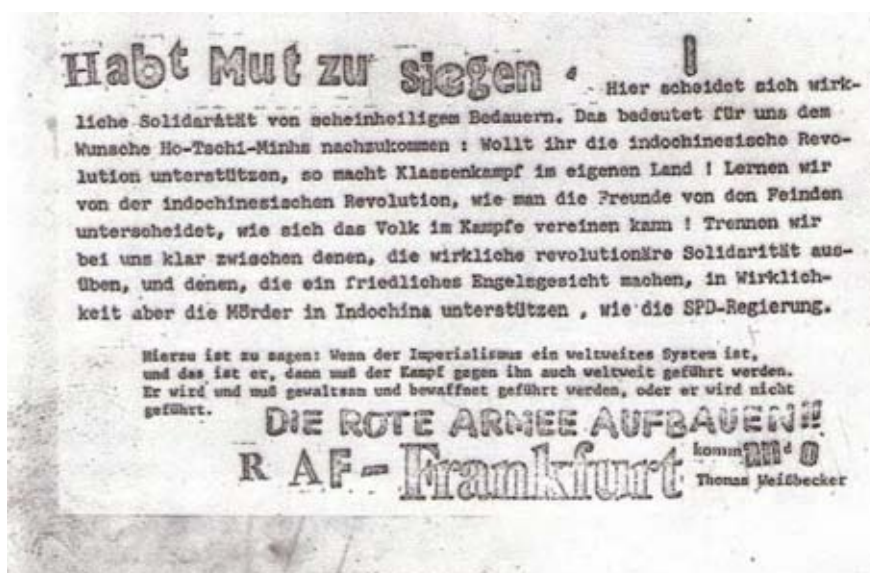 Habt Mut zu siegen !
Hier scheidet sich wirk-
liche Solidarität von scheinheiligem Bedauern. Das bedeutet für uns dem
Wunsche Ho-Tschi-Minhs nachzukommen : Wollt ihr die indochinesische Revo-
lution unterstützen, so macht Klassenkampf im eigenen Land ! Lernen wir
von der indochinesischen Revolution, wie man die Freunde von den Feinden
unterscheidet, wie sich das Volk im Kampfe vereinen kann ! Trennen wir
bei uns klar zwischen denen, die wirkliche revolutionäre Solidarität aus-
üben, und denen, die ein friedliches Engelsgesicht machen, in Wirklich-
keit aber die Mörder in Indochina unterstützen , wie die SPD-Regierung.
Hierzu ist zu sagen: Wenn der Imperialismus ein weltweites System ist,
und das ist er, dann muß der Kampf gegen ihn auch weltweit geführt werden.
Er wird und muß gewaltsam und bewaffnet geführt werden, oder er wird nicht
geführt.
DIE ROTE ARMEE AUFBAUEN!!
RAF-Frankfurt kommando
Thomas Weißbecker